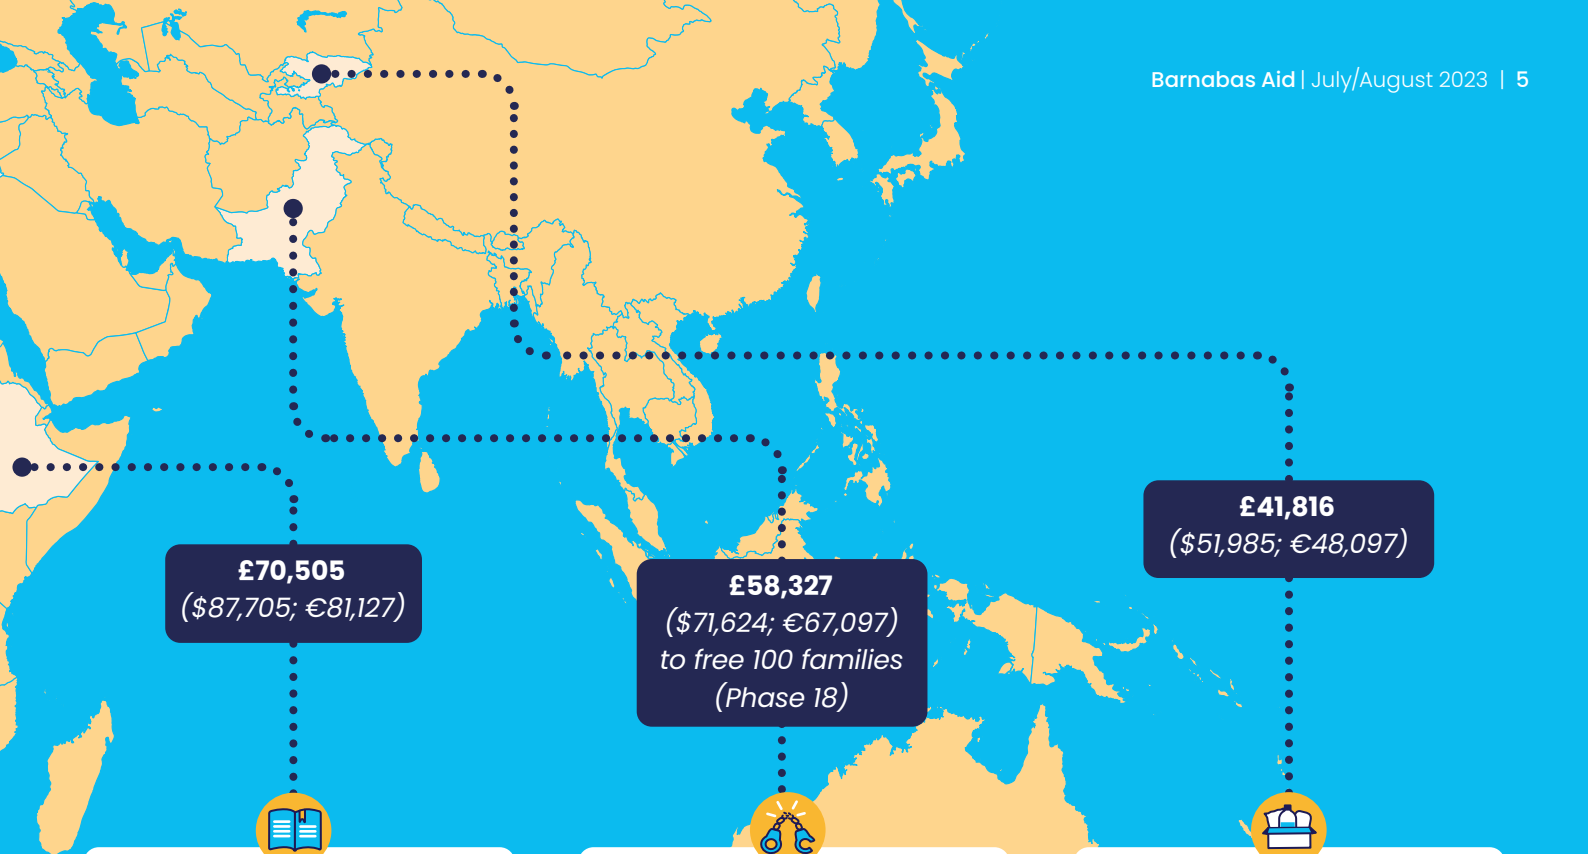 Barnabas Aid | July/August 2023 | 5
£41,816
($51,985; €48,097)
£70,505
($87,705; €81,127)
£58,327
($71,624; €67,097)
to free 100 families
(Phase 18)